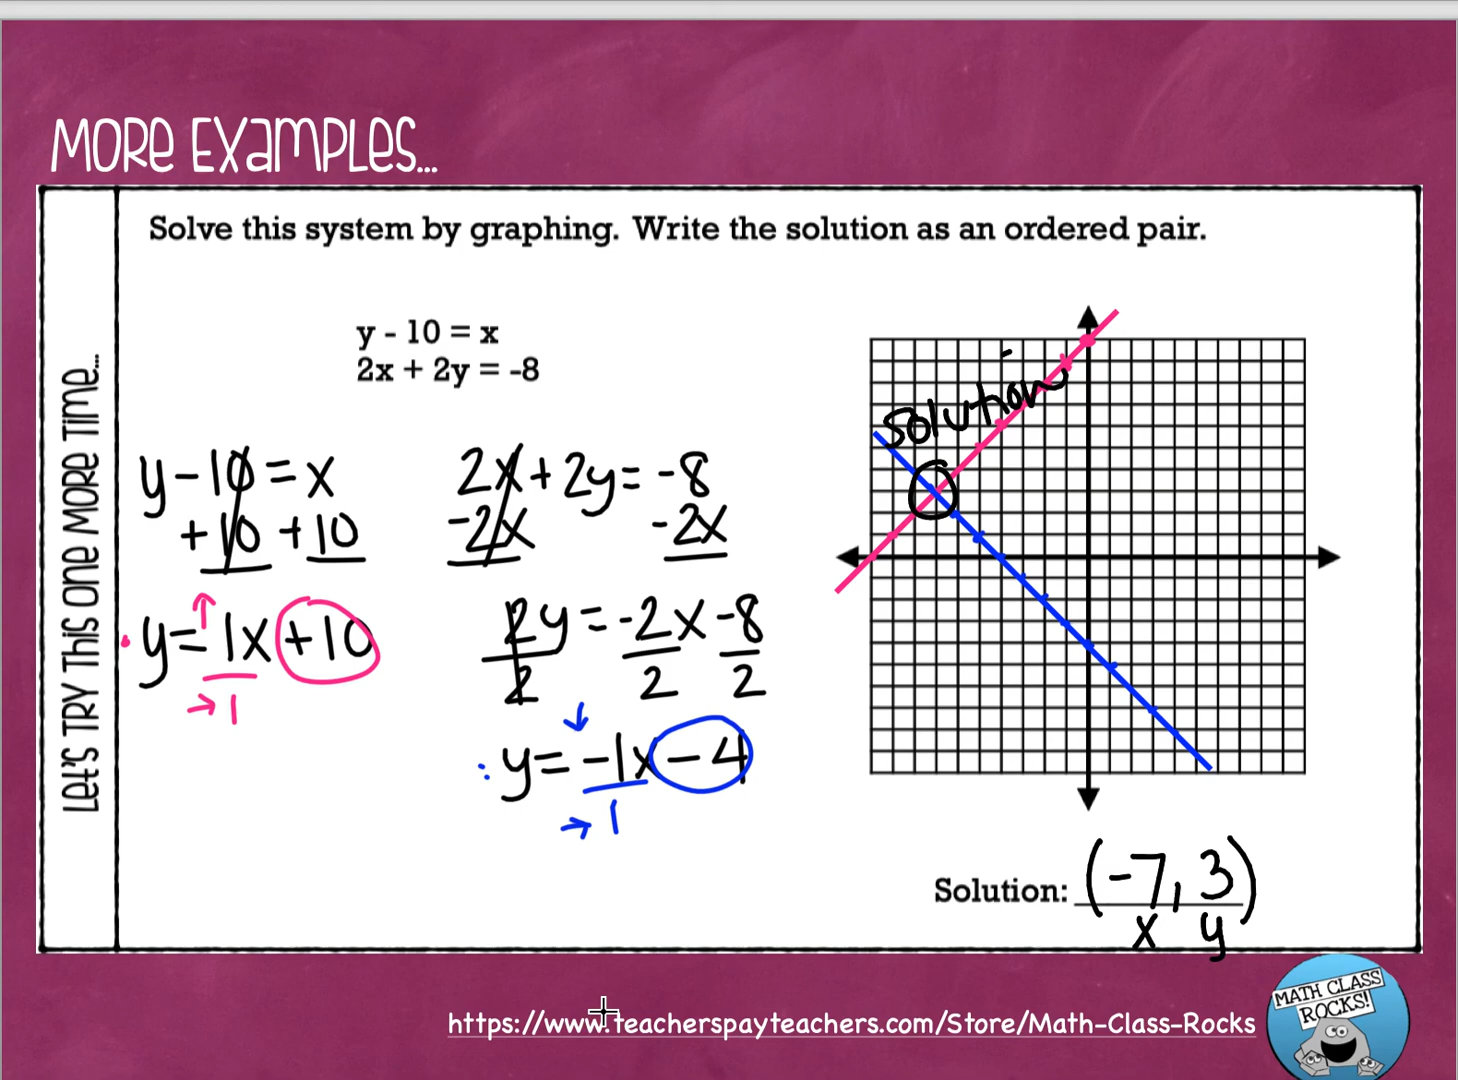 MORE EXAMPLES...
LET'S TRY THIS ONE MORE TIME...
Solve this system by graphing. Write the solution as an ordered pair.
y - 10 = x
2x + 2y = -8
y-10=x
+10 +10
y=1x+10
→1
2x+2y=-8
-2x -2x
2y=-2x-8
2 2 2
y=-1x-4
→1
solution
Solution: (-7, 3)
x y
https://www.teacherspayteachers.com/Store/Math-Class-Rocks
MATH CLASS
ROCKS!